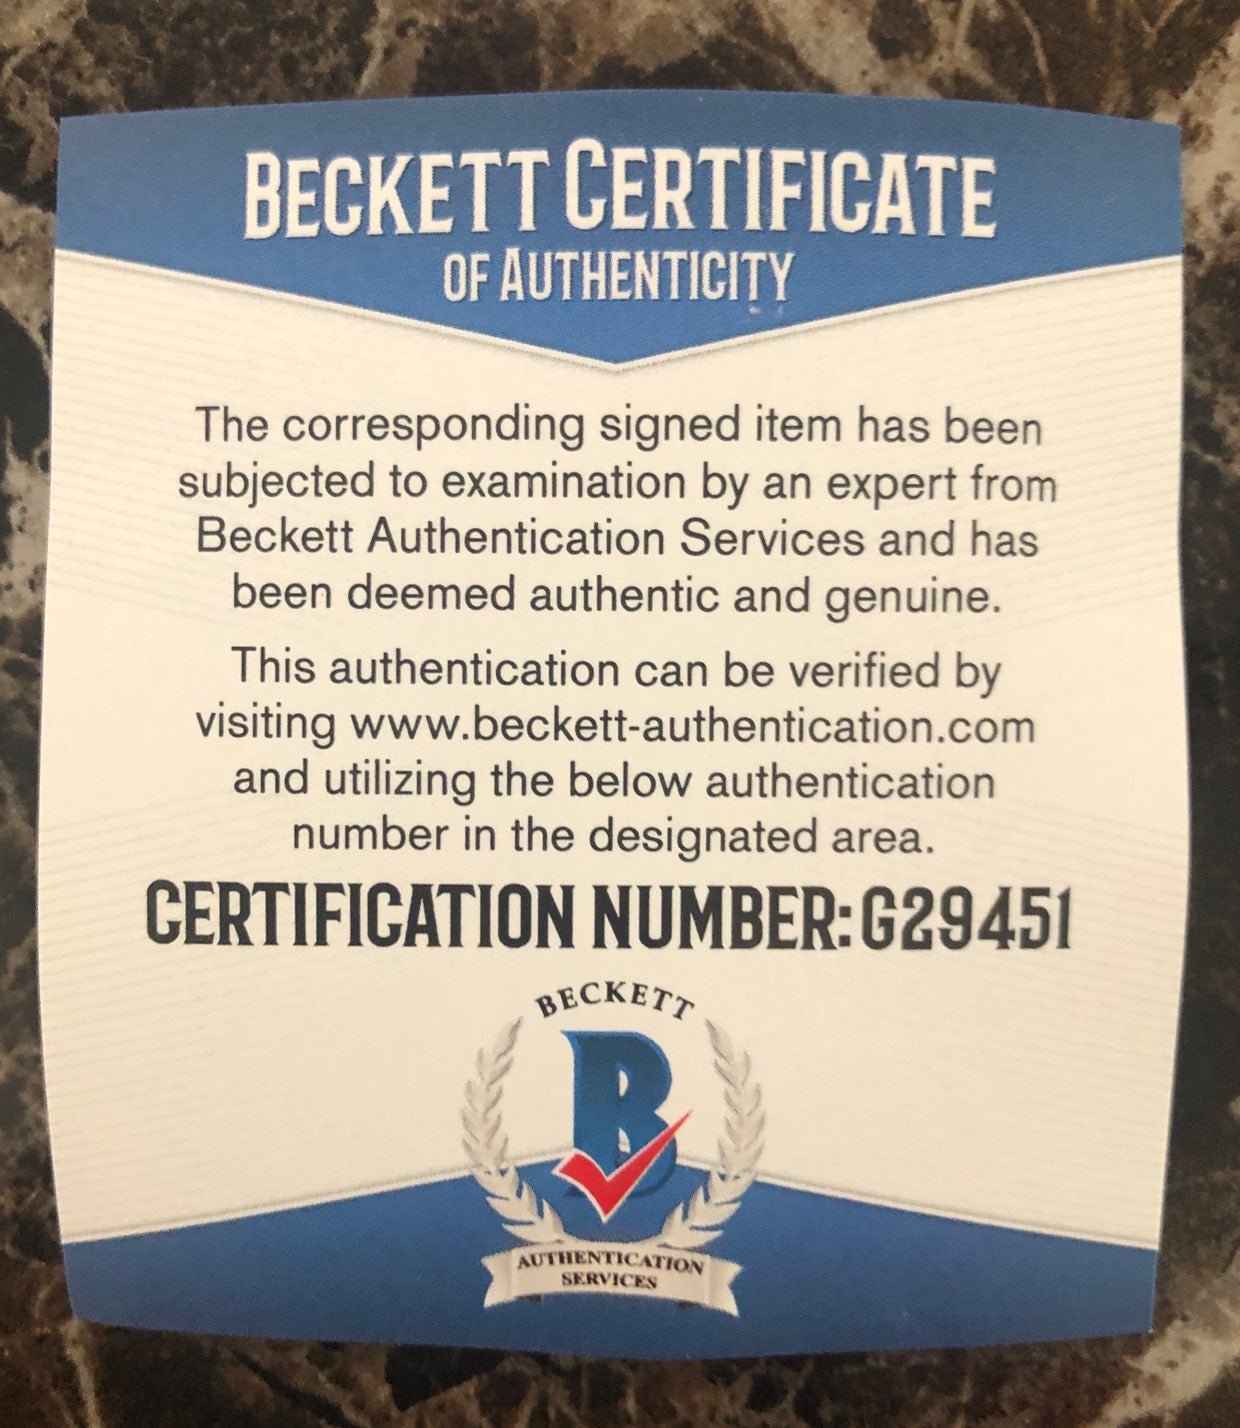 BECKETT CERTIFICATE
OF AUTHENTICITY
The corresponding signed item has been
subjected to examination by an expert from
Beckett Authentication Services and has
been deemed authentic and genuine.
This authentication can be verified by
visiting www.beckett-authentication.com
and utilizing the below authentication
number in the designated area.
CERTIFICATION NUMBER: G29451
BECKETT
B
AUTHENTICATION
SERVICES